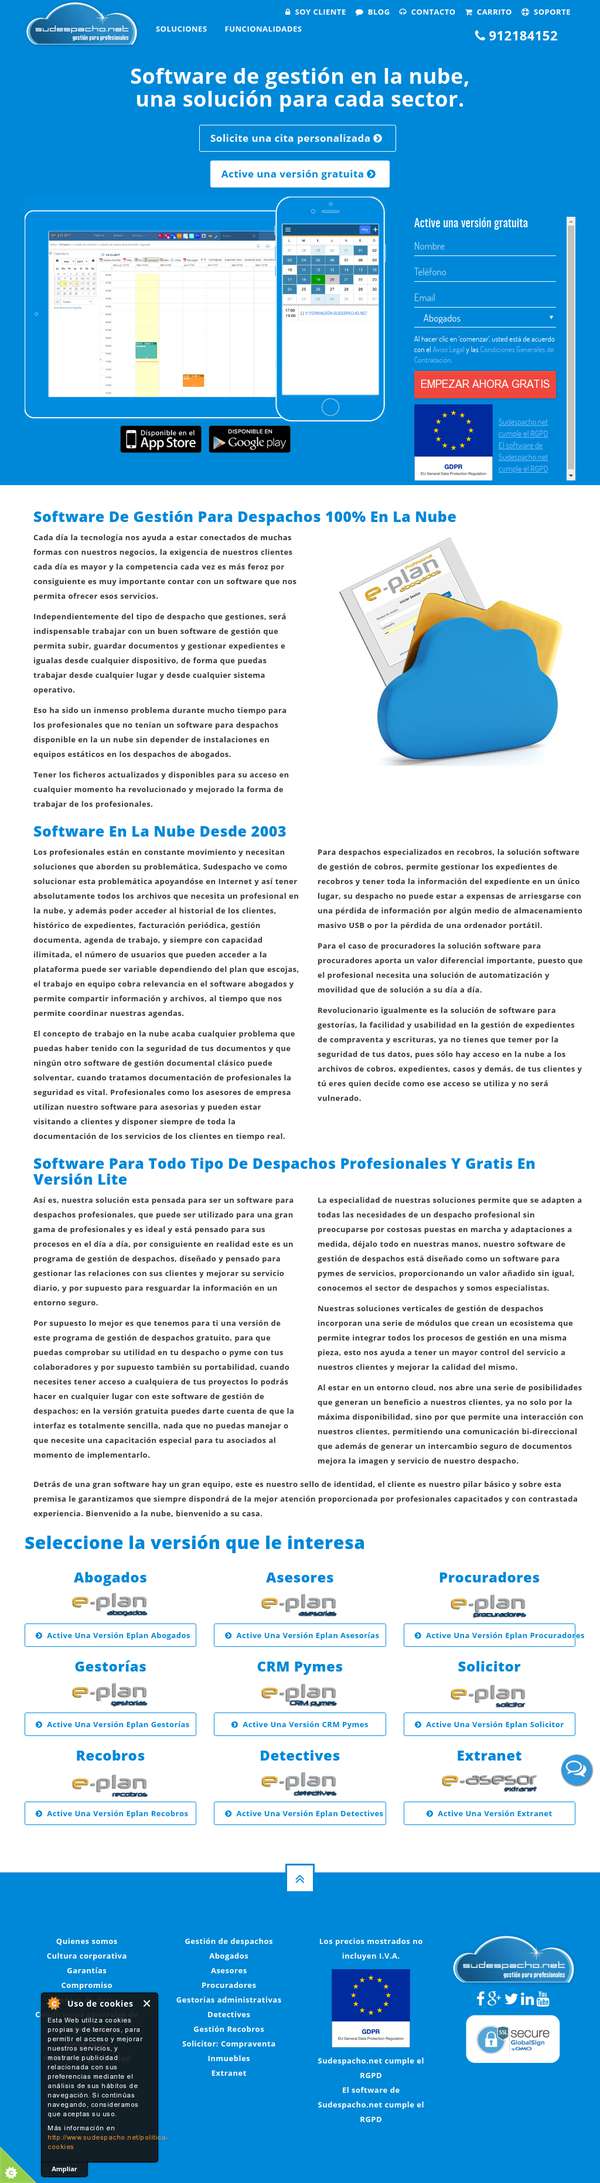 SOY CLIENTE BLOG CONTACTO CARRITO SOPORTE
sudespacho.net
gestión para profesionales
SOLUCIONES FUNCIONALIDADES
912184152
Software de gestión en la nube,
una solución para cada sector.
Solicite una cita personalizada
Active una versión gratuita
Active una versión gratuita
Nombre
Teléfono
Email
Abogados
Al hacer clic en 'comenzar', usted está de acuerdo
con el Aviso Legal y las Condiciones Generales de
Contratación.
EMPEZAR AHORA GRATIS
GDPR
EU General Data Protection Regulation
Sudespacho.net
cumple el RGPD
El software de
Sudespacho.net
cumple el RGPD
Disponible en el
App Store
DISPONIBLE EN
Google play
Software De Gestión Para Despachos 100% En La Nube
Cada día la tecnología nos ayuda a estar conectados de muchas
formas con nuestros negocios, la exigencia de nuestros clientes
cada día es mayor y la competencia cada vez es más feroz por
consiguiente es muy importante contar con un software que nos
permita ofrecer esos servicios.
Independientemente del tipo de despacho que gestiones, será
indispensable trabajar con un buen software de gestión que
permita subir, guardar documentos y gestionar expedientes e
igualas desde cualquier dispositivo, de forma que puedas
trabajar desde cualquier lugar y desde cualquier sistema
operativo.
Eso ha sido un inmenso problema durante mucho tiempo para
los profesionales que no tenían un software para despachos
disponible en la un nube sin depender de instalaciones en
equipos estáticos en los despachos de abogados.
Tener los ficheros actualizados y disponibles para su acceso en
cualquier momento ha revolucionado y mejorado la forma de
trabajar de los profesionales.
Professional
e-plan
abogados
Iniciar Sesión
Software En La Nube Desde 2003
Los profesionales están en constante movimiento y necesitan
soluciones que aborden su problemática, Sudespacho ve como
solucionar esta problemática apoyandóse en Internet y así tener
absolutamente todos los archivos que necesita un profesional en
la nube, y además poder acceder al historial de los clientes,
histórico de expedientes, facturación periódica, gestión
documenta, agenda de trabajo, y siempre con capacidad
ilimitada, el número de usuarios que pueden acceder a la
plataforma puede ser variable dependiendo del plan que escojas,
el trabajo en equipo cobra relevancia en el software abogados y
permite compartir información y archivos, al tiempo que nos
permite coordinar nuestras agendas.
El concepto de trabajo en la nube acaba cualquier problema que
puedas haber tenido con la seguridad de tus documentos y que
ningún otro software de gestión documental clásico puede
solventar, cuando tratamos documentación de profesionales la
seguridad es vital. Profesionales como los asesores de empresa
utilizan nuestro software para asesorias y pueden estar
visitando a clientes y disponer siempre de toda la
documentación de los servicios de los clientes en tiempo real.
Para despachos especializados en recobros, la solución software
de gestión de cobros, permite gestionar los expedientes de
recobros y tener toda la información del expediente en un único
lugar, su despacho no puede estar a expensas de arriesgarse con
una pérdida de información por algún medio de almacenamiento
masivo USB o por la pérdida de una ordenador portátil.
Para el caso de procuradores la solución software para
procuradores aporta un valor diferencial importante, puesto que
el profesional necesita una solución de automatización y
movilidad que de solución a su día a día.
Revolucionario igualmente es la solución de software para
gestorías, la facilidad y usabilidad en la gestión de expedientes
de compraventa y escrituras, ya no tienes que temer por la
seguridad de tus datos, pues sólo hay acceso en la nube a los
archivos de cobros, expedientes, casos y demás, de tus clientes y
tú eres quien decide como ese acceso se utiliza y no será
vulnerado.
Software Para Todo Tipo De Despachos Profesionales Y Gratis En
Versión Lite
Así es, nuestra solución esta pensada para ser un software para
despachos profesionales, que puede ser utilizado para una gran
gama de profesionales y es ideal y está pensado para sus
procesos en el día a día, por consiguiente en realidad este es un
programa de gestión de despachos, diseñado y pensado para
gestionar las relaciones con sus clientes y mejorar su servicio
diario, y por supuesto para resguardar la información en un
entorno seguro.
Por supuesto lo mejor es que tenemos para ti una versión de
este programa de gestión de despachos gratuito, para que
puedas comprobar su utilidad en tu despacho o pyme con tus
colaboradores y por supuesto también su portabilidad, cuando
necesites tener acceso a cualquiera de tus proyectos lo podrás
hacer en cualquier lugar con este software de gestión de
despachos: en la versión gratuita puedes darte cuenta de que la
interfaz es totalmente sencilla, nada que no puedas manejar o
que necesite una capacitación especial para tu asociados al
momento de implementarlo.
La especialidad de nuestras soluciones permite que se adapten a
todas las necesidades de un despacho profesional sin
preocuparse por costosas puestas en marcha y adaptaciones a
medida, déjalo todo en nuestras manos, nuestro software de
gestión de despachos está diseñado como un software para
pymes de servicios, proporcionando un valor añadido sin igual,
conocemos el sector de despachos y somos especialistas.
Nuestras soluciones verticales de gestión de despachos
incorporan una serie de módulos que crean un ecosistema que
permite integrar todos los procesos de gestión en una misma
pieza, esto nos ayuda a tener un mayor control del servicio a
nuestros clientes y mejorar la calidad del mismo.
Al estar en un entorno cloud, nos abre una serie de posibilidades
que generan un beneficio a nuestros clientes, ya no solo por la
máxima disponibilidad, sino por que permite una interacción con
nuestros clientes, permitiendo una comunicación bi-direccional
que además de generar un intercambio seguro de documentos
mejora la imagen y servicio de nuestro despacho.
Detrás de una gran software hay un gran equipo, este es nuestro sello de identidad, el cliente es nuestro pilar básico y sobre esta
premisa le garantizamos que siempre dispondrá de la mejor atención proporcionada por profesionales capacitados y con contrastada
experiencia. Bienvenido a la nube, bienvenido a su casa.
Seleccione la versión que le interesa
Abogados Asesores Procuradores
e-plan abogados e-plan asesorías e-plan procuradores
Active Una Versión Eplan Abogados Active Una Versión Eplan Asesorías Active Una Versión Eplan Procuradores
Gestorías CRM Pymes Solicitor
e-plan gestorías e-plan CRM pymes e-plan solicitor
Active Una Versión Eplan Gestorías Active Una Versión CRM Pymes Active Una Versión Eplan Solicitor
Recobros Detectives Extranet
e-plan recobros e-plan detectives e-asesor extranet
Active Una Versión Eplan Recobros Active Una Versión Eplan Detectives Active Una Versión Extranet
Quienes somos
Cultura corporativa
Garantías
Compromiso
Gestión de despachos
Abogados
Asesores
Procuradores
Gestorias administrativas
Detectives
Gestión Recobros
Solicitor: Compraventa
Inmuebles
Extranet
Los precios mostrados no
incluyen I.V.A.
GDPR
EU General Data Protection Regulation
Sudespacho.net cumple el
RGPD
El software de
Sudespacho.net cumple el
RGPD
sudespacho.net
gestión para profesionales
You Tube
SSL secure
GlobalSign
by GMO
Uso de cookies
Esta Web utiliza cookies
propias y de terceros, para
permitir el acceso y mejorar
nuestros servicios, y
mostrarle publicidad
relacionada con sus
preferencias mediante el
análisis de sus hábitos de
navegación. Si continúas
navegando, consideramos
que aceptas su uso.
Más información en
http://www.sudespacho.net/politica-
cookies
Ampliar